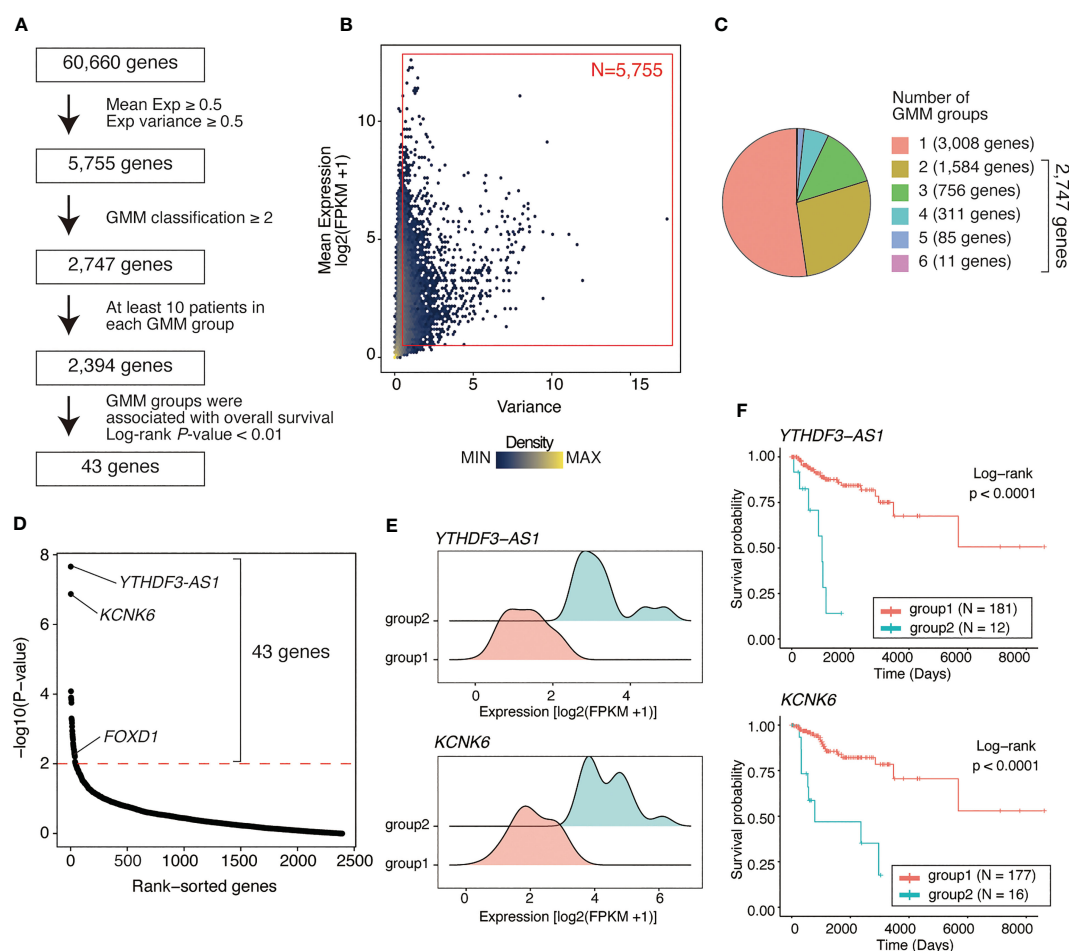 A
60,660 genes
Mean Exp ≥ 0.5
Exp variance ≥ 0.5
5,755 genes
GMM classification ≥ 2
2,747 genes
At least 10 patients in
each GMM group
2,394 genes
GMM groups were
associated with overall survival
Log-rank P-value < 0.01
43 genes
B
N=5,755
Mean Expression
log2(FPKM +1)
10
5
0
0
5
10
15
Variance
Density
MIN
MAX
C
Number of
GMM groups
1 (3,008 genes)
2 (1,584 genes)
3 (756 genes)
4 (311 genes)
5 (85 genes)
6 (11 genes)
2,747 genes
D
8
6
4
2
0
−log10(P−value)
YTHDF3-AS1
KCNK6
FOXD1
43 genes
0
500
1000
1500
2000
2500
Rank−sorted genes
E
YTHDF3−AS1
group2
group1
0
2
4
Expression [log2(FPKM +1)]
KCNK6
group2
group1
0
2
4
6
Expression [log2(FPKM +1)]
F
YTHDF3−AS1
1.00
0.75
0.50
0.25
0.00
Survival probability
Log−rank
p < 0.0001
group1 (N = 181)
group2 (N = 12)
0
2000
4000
6000
8000
Time (Days)
KCNK6
1.00
0.75
0.50
0.25
0.00
Survival probability
Log−rank
p < 0.0001
group1 (N = 177)
group2 (N = 16)
0
2000
4000
6000
8000
Time (Days)